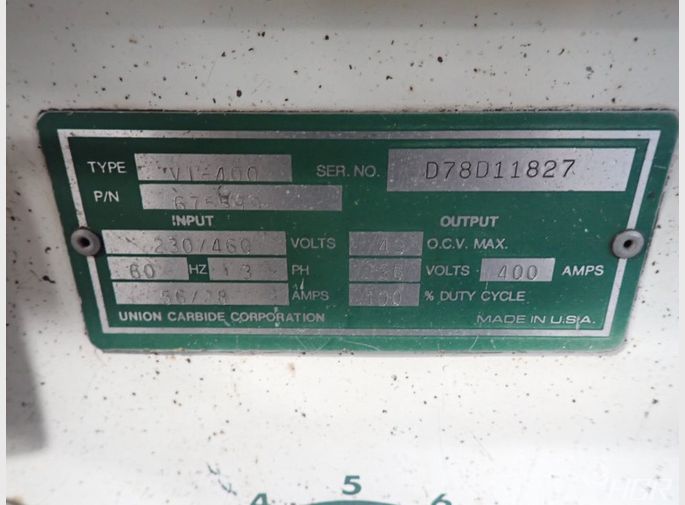 TYPE VI-400 SER. NO. D78D11827
P/N
INPUT OUTPUT
230/460 VOLTS O.C.V. MAX.
60 HZ 3 PH VOLTS 400 AMPS
56/28 AMPS 100 % DUTY CYCLE
UNION CARBIDE CORPORATION MADE IN U.S.A.
4 5 6
HGR